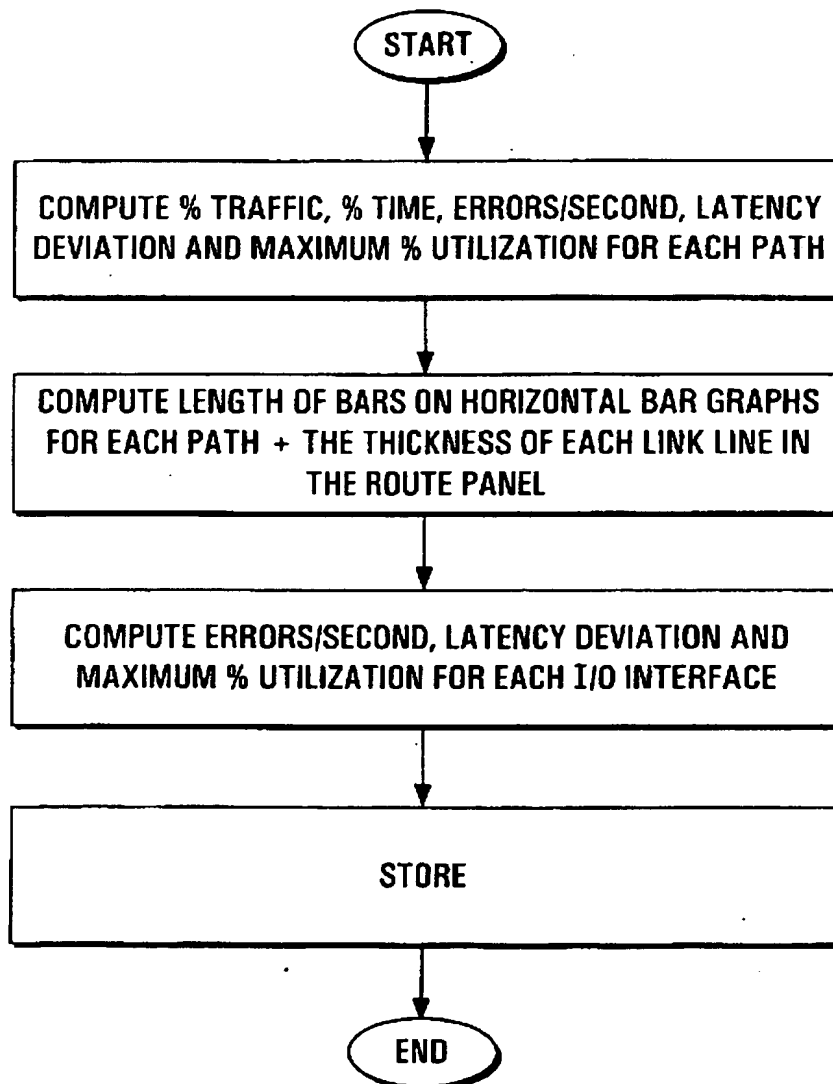 START
COMPUTE % TRAFFIC, % TIME, ERRORS/SECOND, LATENCY
DEVIATION AND MAXIMUM % UTILIZATION FOR EACH PATH
COMPUTE LENGTH OF BARS ON HORIZONTAL BAR GRAPHS
FOR EACH PATH + THE THICKNESS OF EACH LINK LINE IN
THE ROUTE PANEL
COMPUTE ERRORS/SECOND, LATENCY DEVIATION AND
MAXIMUM % UTILIZATION FOR EACH I/O INTERFACE
STORE
END